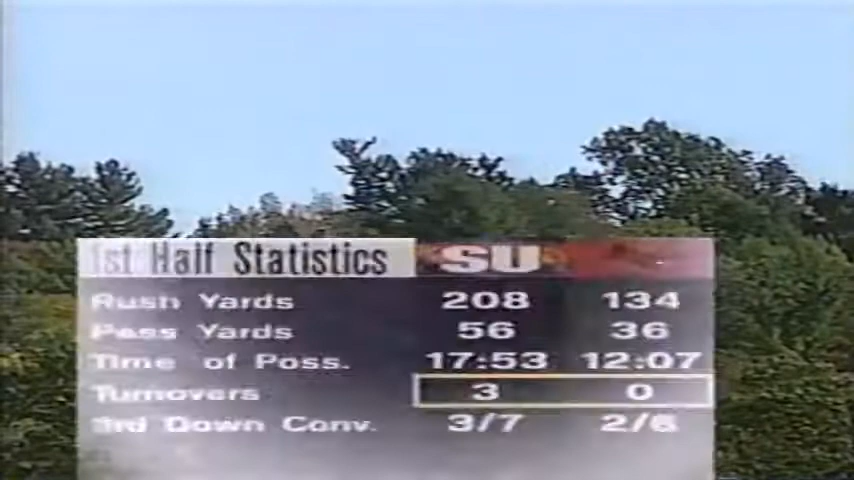 1st Half Statistics SU
Rush Yards 208 134
Pass Yards 56 36
Time of Poss. 17:53 12:07
Turnovers 3 0
3rd Down Conv. 3/7 2/6